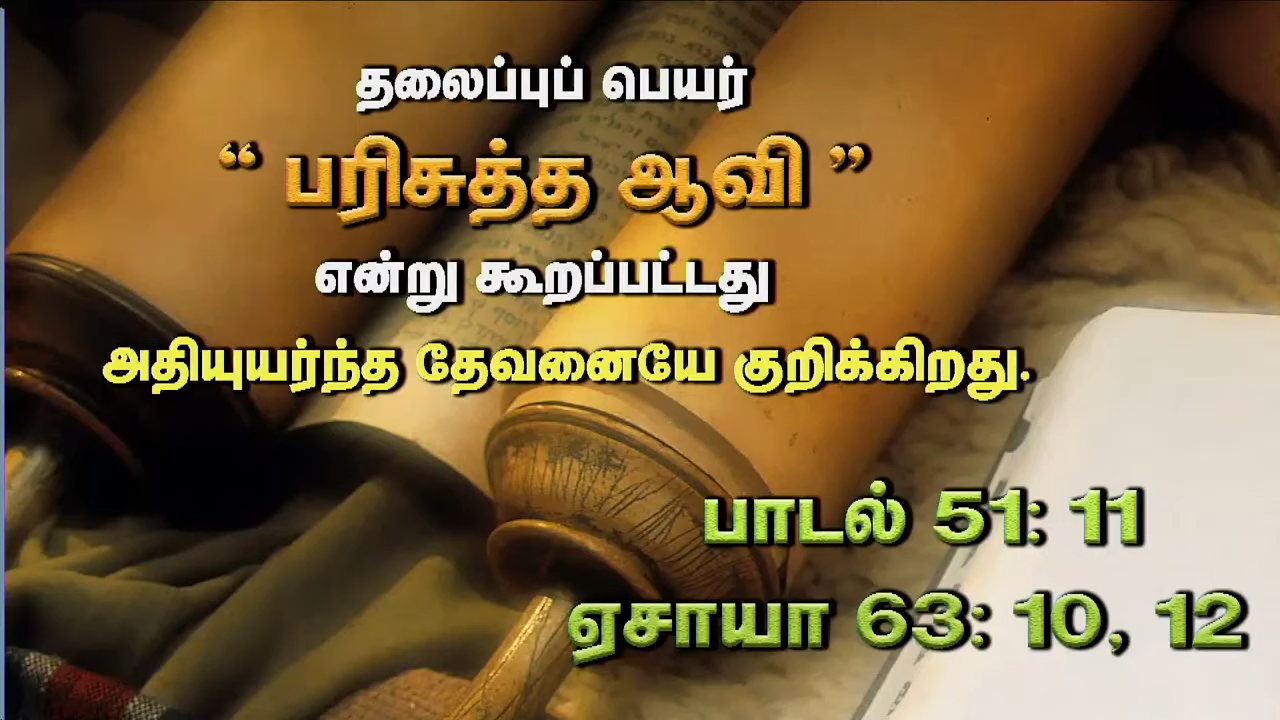 தலைப்புப் பெயர்
“ பரிசுத்த ஆவி ”
என்று கூறப்பட்டது
அதியுயர்ந்த தேவனையே குறிக்கிறது.
பாடல் 51: 11
ஏசாயா 63: 10, 12